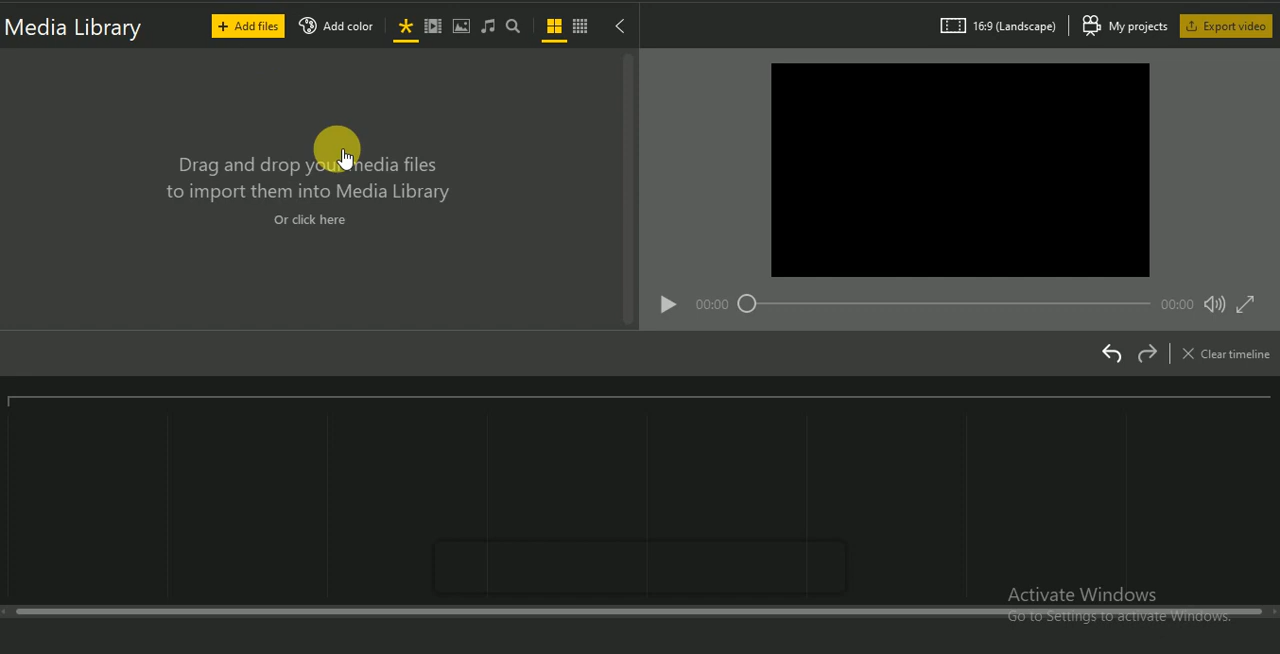 Media Library
+ Add files
Add color
16:9 (Landscape)
My projects
Export video
Drag and drop your media files
to import them into Media Library
Or click here
00:00
00:00
Clear timeline
Activate Windows
Go to Settings to activate Windows.